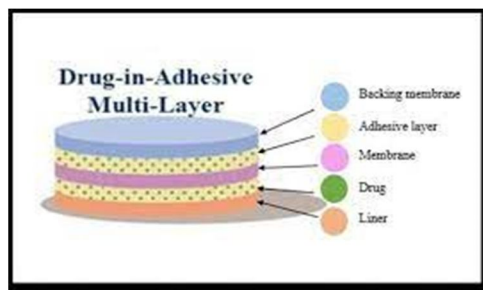 Drug-in-Adhesive
Multi-Layer
Backing membrane
Adhesive layer
Membrane
Drug
Liner